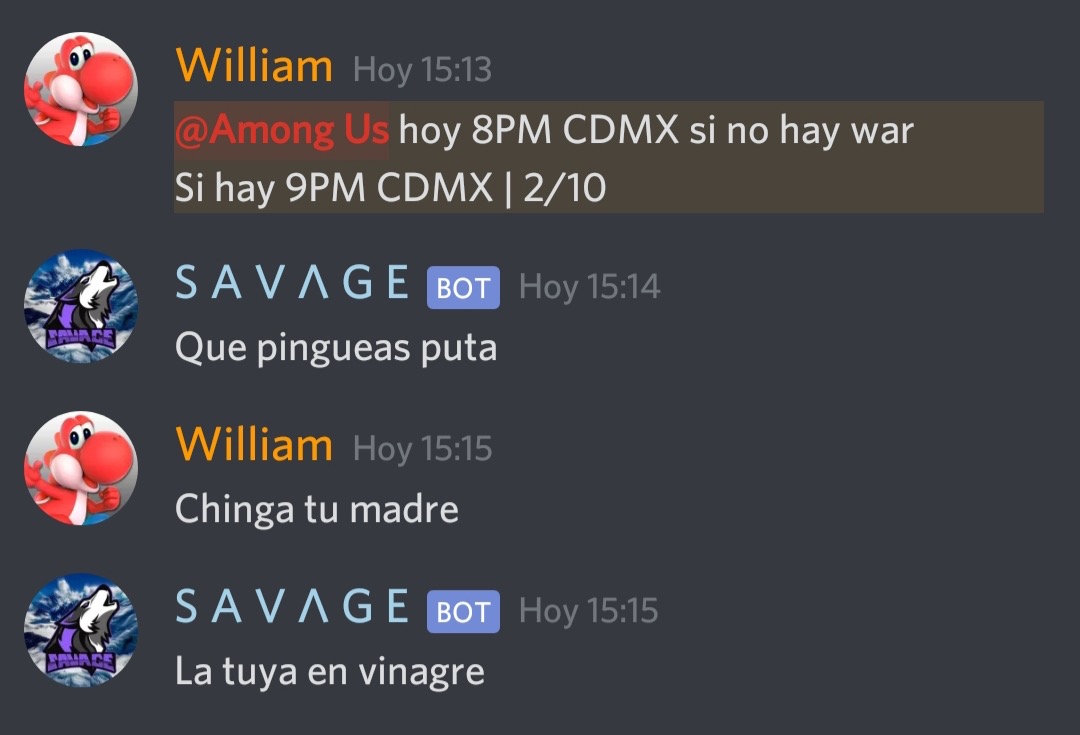 William Hoy 15:13
@Among Us hoy 8PM CDMX si no hay war
Si hay 9PM CDMX | 2/10
S A V Λ G E BOT Hoy 15:14
SAVAGE
Que pingueas puta
William Hoy 15:15
Chinga tu madre
S A V Λ G E BOT Hoy 15:15
SAVAGE
La tuya en vinagre